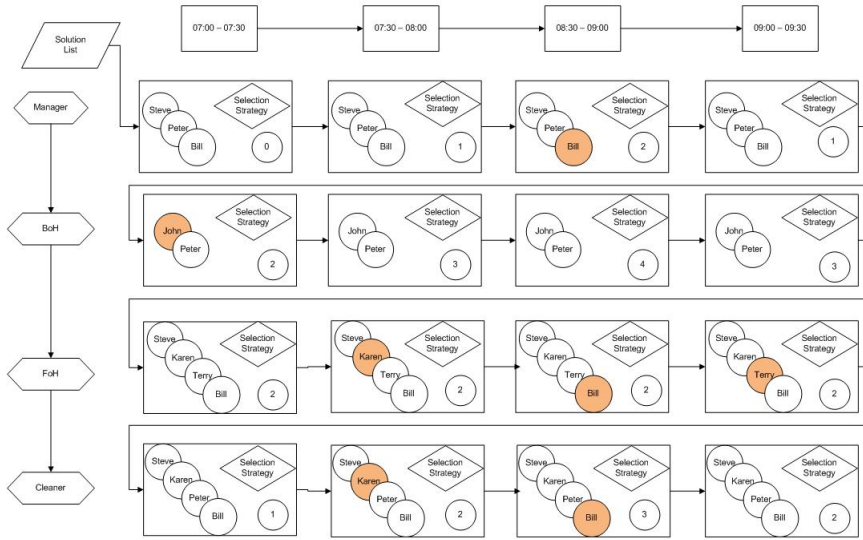 Solution
List
07:00 – 07:30
07:30 – 08:00
08:30 – 09:00
09:00 – 09:30
Manager
Steve
Peter
Bill
Selection
Strategy
0
Steve
Peter
Bill
Selection
Strategy
1
Steve
Peter
Bill
Selection
Strategy
2
Steve
Peter
Bill
Selection
Strategy
1
BoH
John
Peter
Selection
Strategy
2
John
Peter
Selection
Strategy
3
John
Peter
Selection
Strategy
4
John
Peter
Selection
Strategy
3
FoH
Steve
Karen
Terry
Bill
Selection
Strategy
2
Steve
Karen
Terry
Bill
Selection
Strategy
2
Steve
Karen
Terry
Bill
Selection
Strategy
2
Steve
Karen
Terry
Bill
Selection
Strategy
2
Cleaner
Steve
Karen
Peter
Bill
Selection
Strategy
1
Steve
Karen
Peter
Bill
Selection
Strategy
2
Steve
Karen
Peter
Bill
Selection
Strategy
3
Steve
Karen
Peter
Bill
Selection
Strategy
2